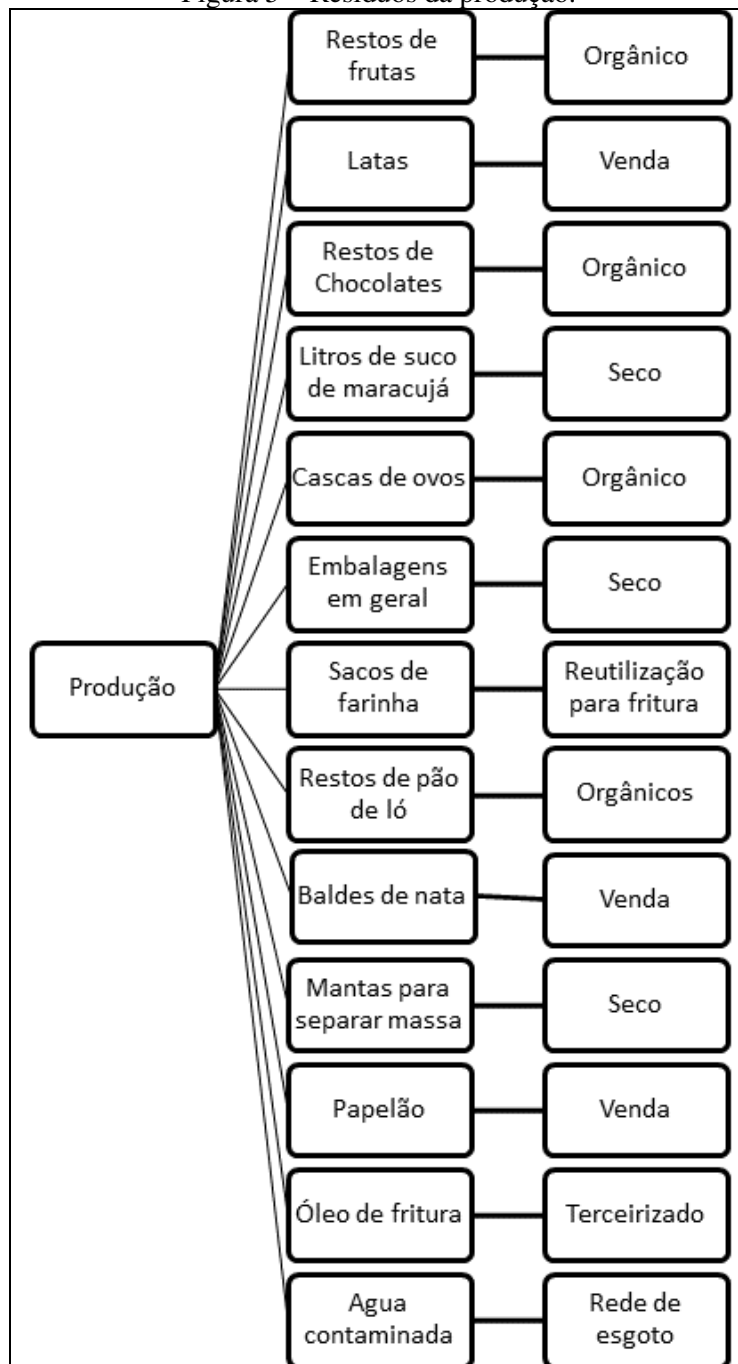 Figura 3 – Resíduos da produção.
Restos de
frutas
Orgânico
Latas
Venda
Restos de
Chocolates
Orgânico
Litros de suco
de maracujá
Seco
Cascas de ovos
Orgânico
Embalagens
em geral
Seco
Produção
Sacos de
farinha
Reutilização
para fritura
Restos de pão
de ló
Orgânicos
Baldes de nata
Venda
Mantas para
separar massa
Seco
Papelão
Venda
Óleo de fritura
Terceirizado
Agua
contaminada
Rede de
esgoto